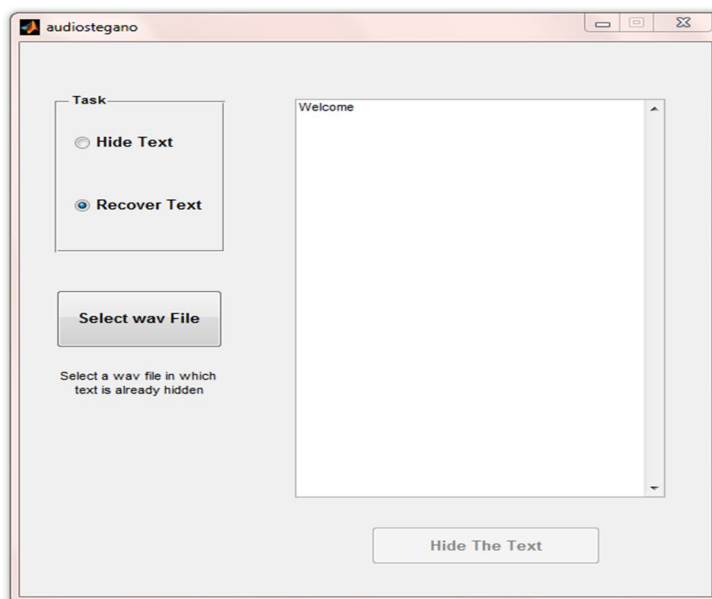 audiostegano
Task
Hide Text
Recover Text
Select wav File
Select a wav file in which
text is already hidden
Welcome
Hide The Text